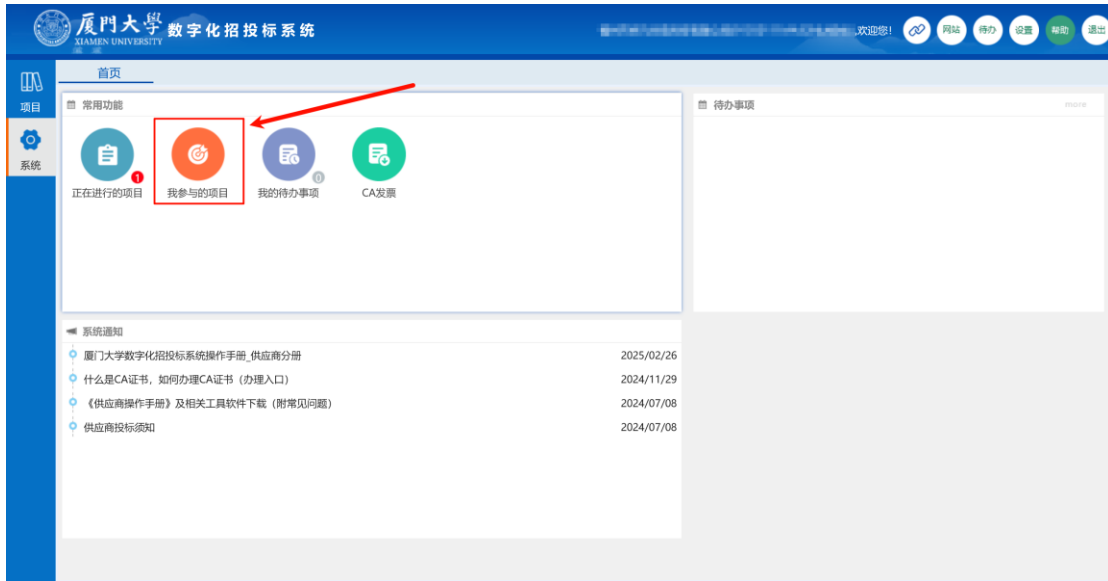 厦門大學 数字化招投标系统
XIAMEN UNIVERSITY
,欢迎您! 网站 待办 设置 帮助 退出
首页
项目
系统
常用功能
1
0
正在进行的项目 我参与的项目 我的待办事项 CA发票
待办事项 more
系统通知
厦门大学数字化招投标系统操作手册_供应商分册 2025/02/26
什么是CA证书，如何办理CA证书（办理入口） 2024/11/29
《供应商操作手册》及相关工具软件下载（附常见问题） 2024/07/08
供应商投标须知 2024/07/08